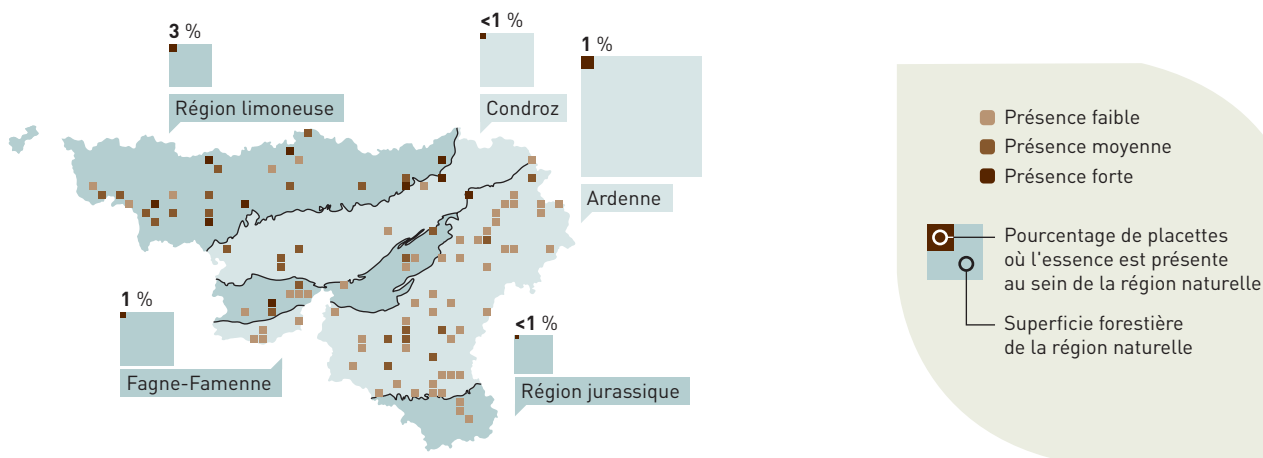 3 %
Région limoneuse
<1 %
Condroz
1 %
Ardenne
1 %
Fagne-Famenne
<1 %
Région jurassique
Présence faible
Présence moyenne
Présence forte
Pourcentage de placettes
où l'essence est présente
au sein de la région naturelle
Superficie forestière
de la région naturelle